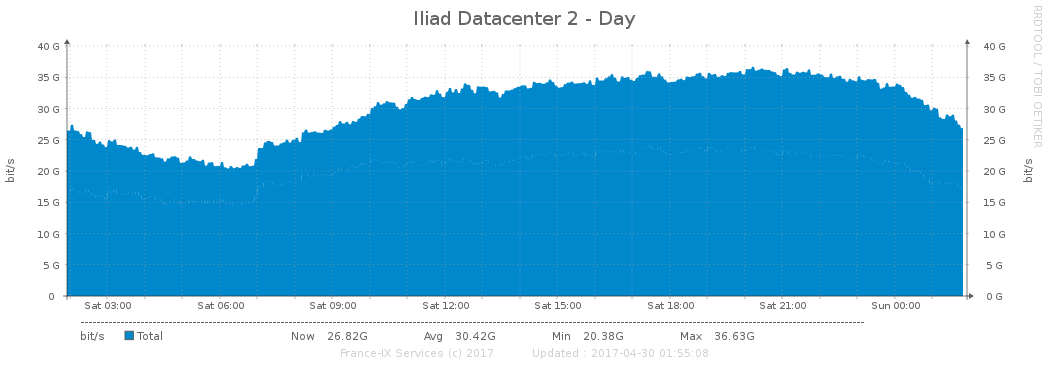 Iliad Datacenter 2 - Day
RRDTOOL / TOBI OETIKER
bit/s
40 G 40 G
35 G 35 G
30 G 30 G
25 G 25 G
20 G 20 G
15 G 15 G
10 G 10 G
5 G 5 G
0 0 G
bit/s
Sat 03:00 Sat 06:00 Sat 09:00 Sat 12:00 Sat 15:00 Sat 18:00 Sat 21:00 Sun 00:00
bit/s Total Now 26.82G Avg 30.42G Min 20.38G Max 36.63G
France-IX Services (c) 2017 Updated : 2017-04-30 01:55:08